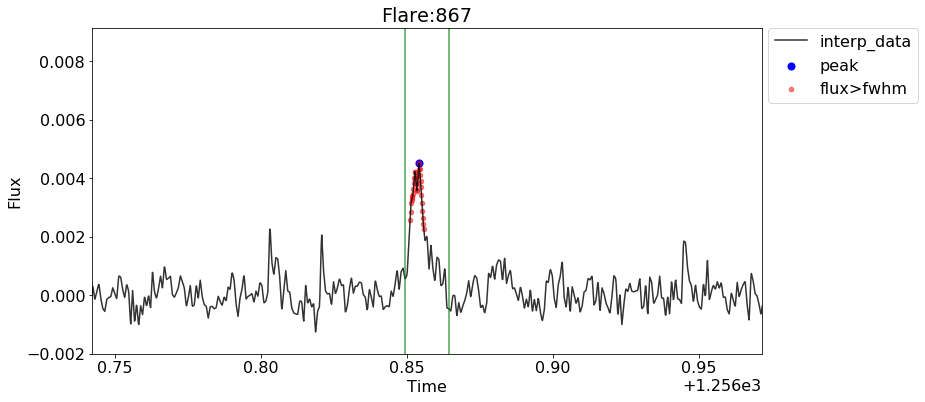 Flare:867
interp_data
peak
flux>fwhm
Flux
0.008
0.006
0.004
0.002
0.000
−0.002
0.75
0.80
0.85
0.90
0.95
Time
+1.256e3